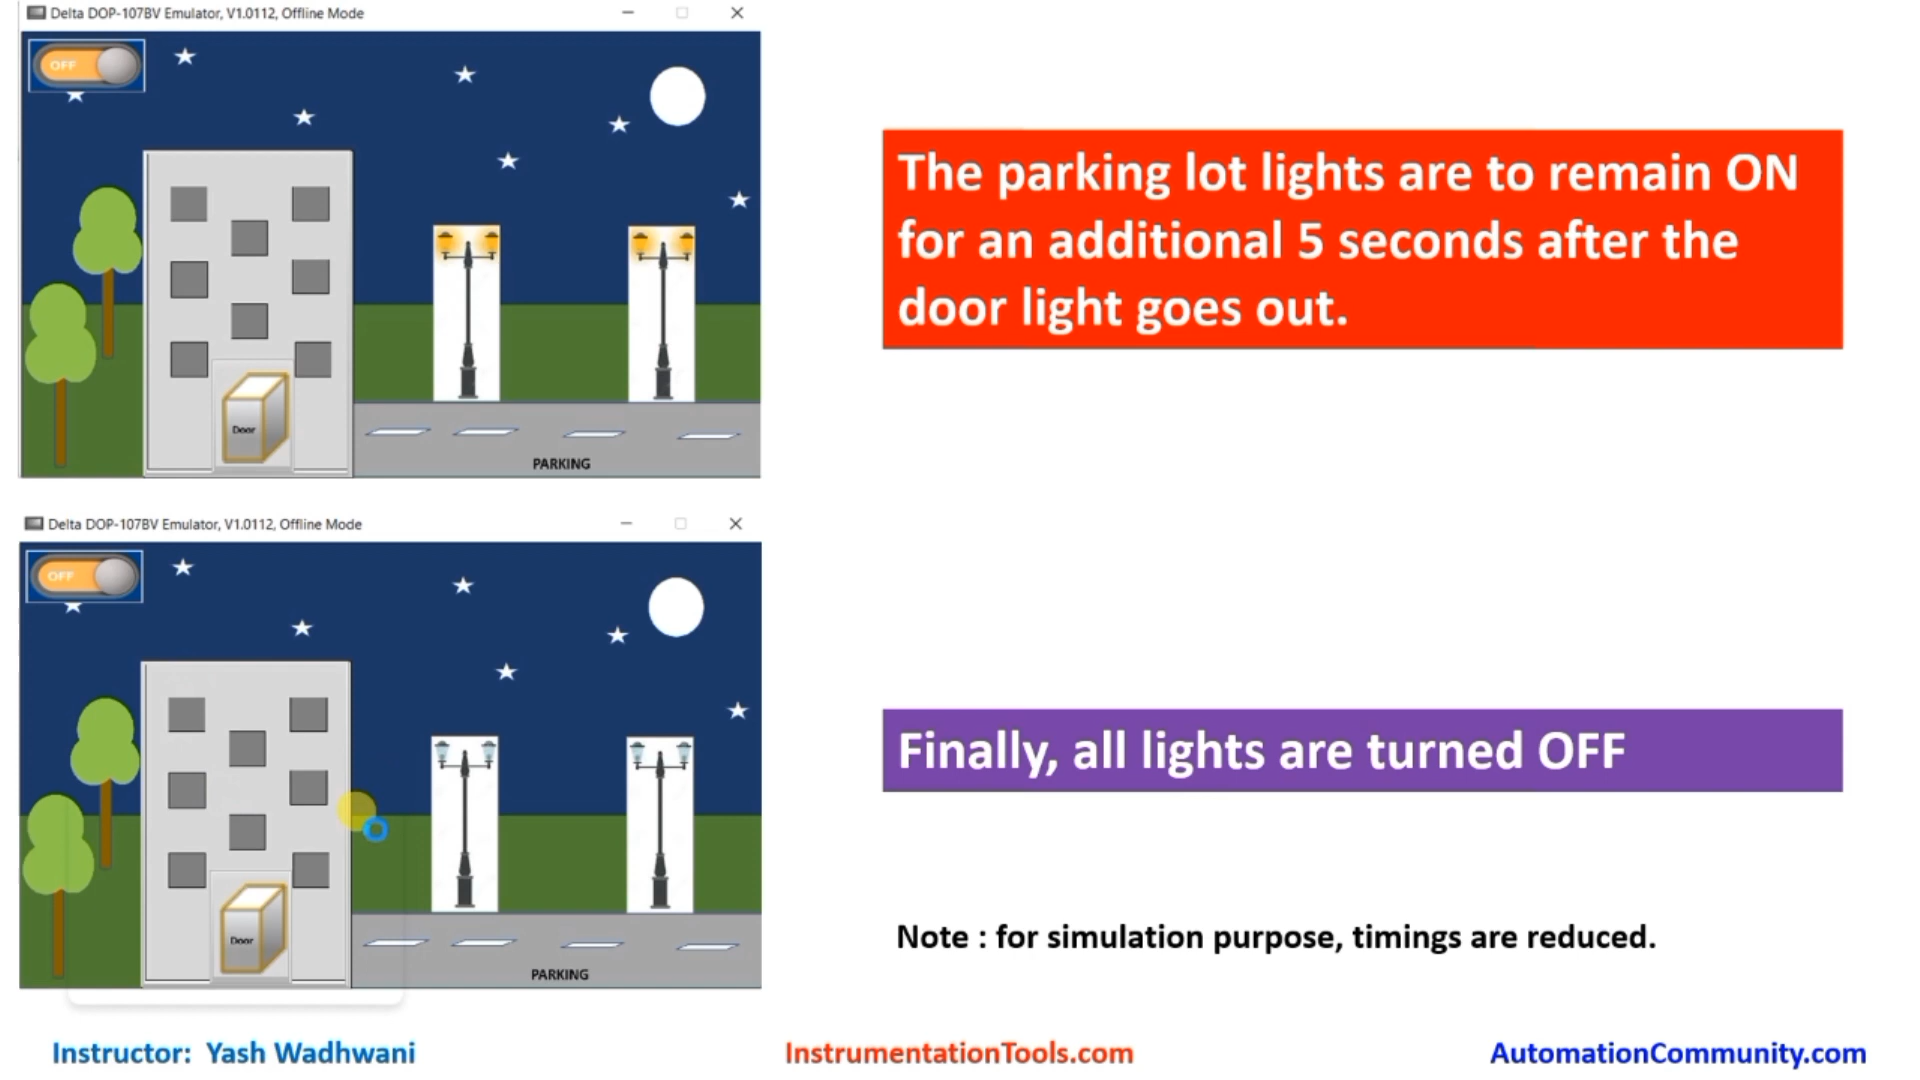 Delta DOP-107BV Emulator, V1.0112, Offline Mode
OFF
Door
PARKING
The parking lot lights are to remain ON
for an additional 5 seconds after the
door light goes out.
Delta DOP-107BV Emulator, V1.0112, Offline Mode
OFF
Door
PARKING
Finally, all lights are turned OFF
Note : for simulation purpose, timings are reduced.
Instructor: Yash Wadhwani
InstrumentationTools.com
AutomationCommunity.com